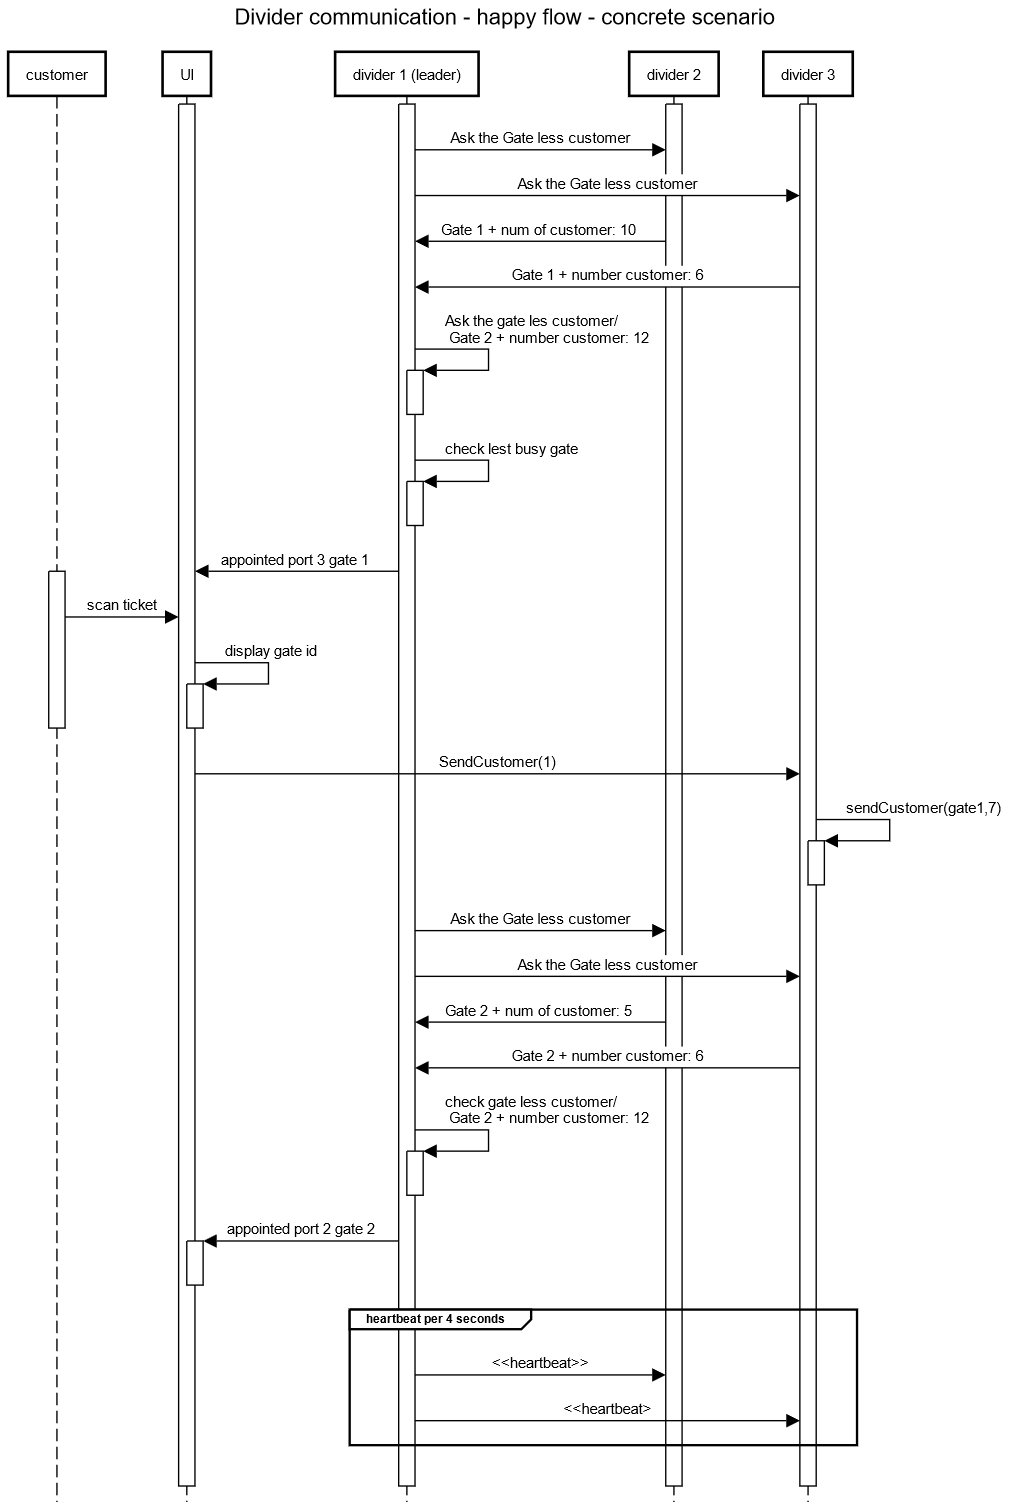 Divider communication - happy flow - concrete scenario
customer
UI
divider 1 (leader)
divider 2
divider 3
Ask the Gate less customer
Ask the Gate less customer
Gate 1 + num of customer: 10
Gate 1 + number customer: 6
Ask the gate les customer/
Gate 2 + number customer: 12
check lest busy gate
appointed port 3 gate 1
scan ticket
display gate id
SendCustomer(1)
sendCustomer(gate1,7)
Ask the Gate less customer
Ask the Gate less customer
Gate 2 + num of customer: 5
Gate 2 + number customer: 6
check gate less customer/
Gate 2 + number customer: 12
appointed port 2 gate 2
heartbeat per 4 seconds
<<heartbeat>>
<<heartbeat>